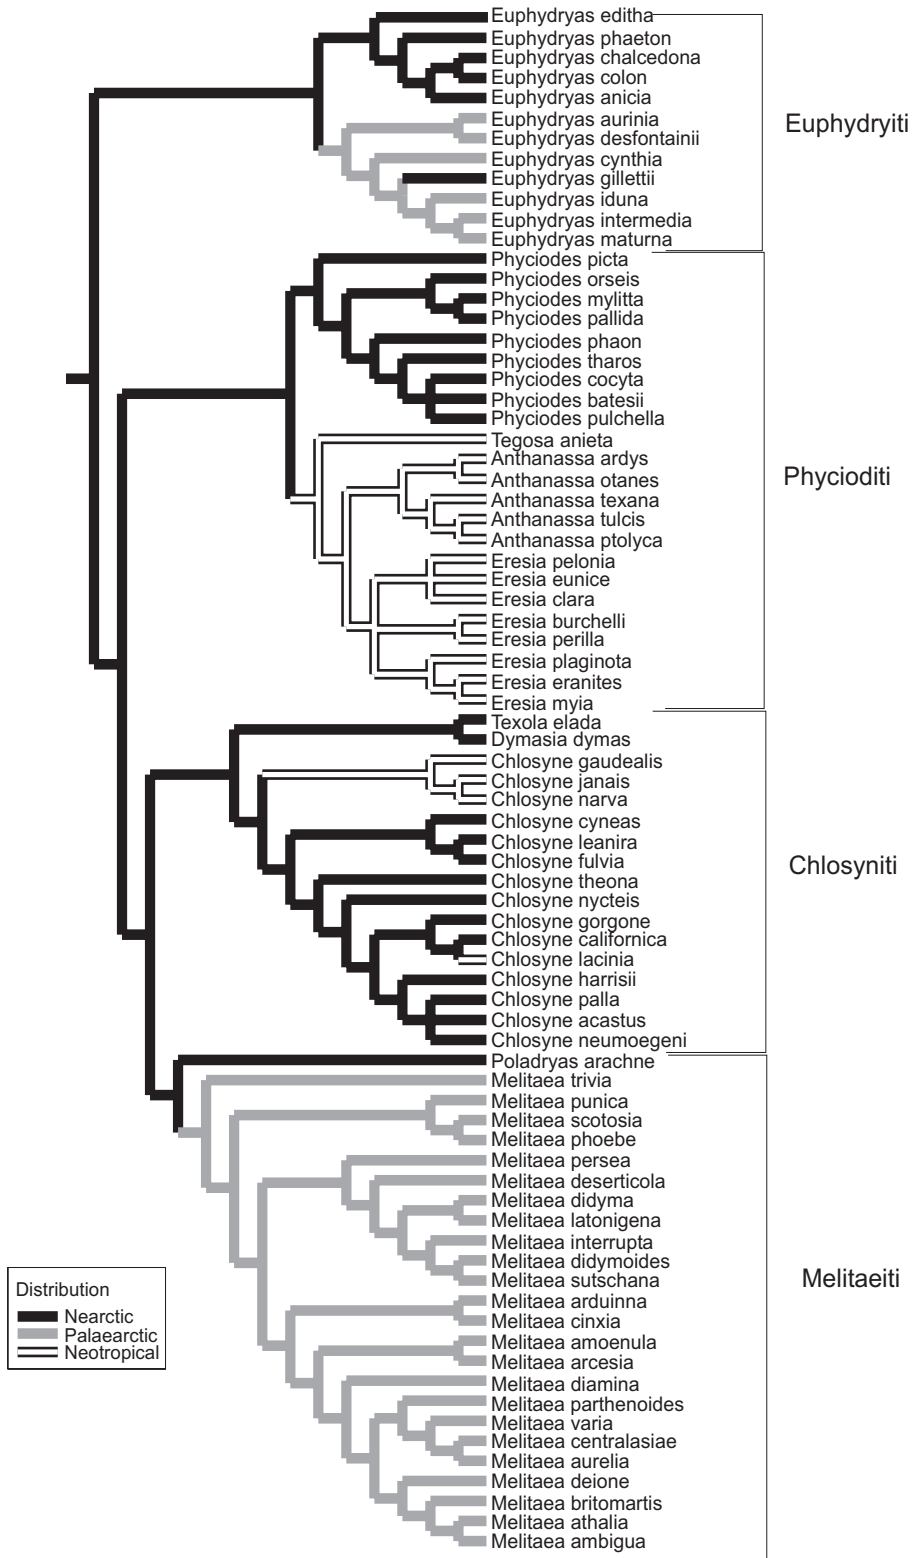 Euphydryas editha
Euphydryas phaeton
Euphydryas chalcedona
Euphydryas colon
Euphydryas anicia
Euphydryas aurinia
Euphydryas desfontainii
Euphydryas cynthia
Euphydryas gillettii
Euphydryas iduna
Euphydryas intermedia
Euphydryas maturna
Euphydryiti
Phyciodes picta
Phyciodes orseis
Phyciodes mylitta
Phyciodes pallida
Phyciodes phaon
Phyciodes tharos
Phyciodes cocyta
Phyciodes batesii
Phyciodes pulchella
Tegosa anieta
Anthanassa ardys
Anthanassa otanes
Anthanassa texana
Anthanassa tulcis
Anthanassa ptolyca
Eresia pelonia
Eresia eunice
Eresia clara
Eresia burchelli
Eresia perilla
Eresia plaginota
Eresia eranites
Eresia myia
Phycioditi
Texola elada
Dymasia dymas
Chlosyne gaudealis
Chlosyne janais
Chlosyne narva
Chlosyne cyneas
Chlosyne leanira
Chlosyne fulvia
Chlosyne theona
Chlosyne nycteis
Chlosyne gorgone
Chlosyne californica
Chlosyne lacinia
Chlosyne harrisii
Chlosyne palla
Chlosyne acastus
Chlosyne neumoegeni
Chlosyniti
Poladryas arachne
Melitaea trivia
Melitaea punica
Melitaea scotosia
Melitaea phoebe
Melitaea persea
Melitaea deserticola
Melitaea didyma
Melitaea latonigena
Melitaea interrupta
Melitaea didymoides
Melitaea sutschana
Melitaea arduinna
Melitaea cinxia
Melitaea amoenula
Melitaea arcesia
Melitaea diamina
Melitaea parthenoides
Melitaea varia
Melitaea centralasiae
Melitaea aurelia
Melitaea deione
Melitaea britomartis
Melitaea athalia
Melitaea ambigua
Melitaeiti
Distribution
Nearctic
Palaearctic
Neotropical